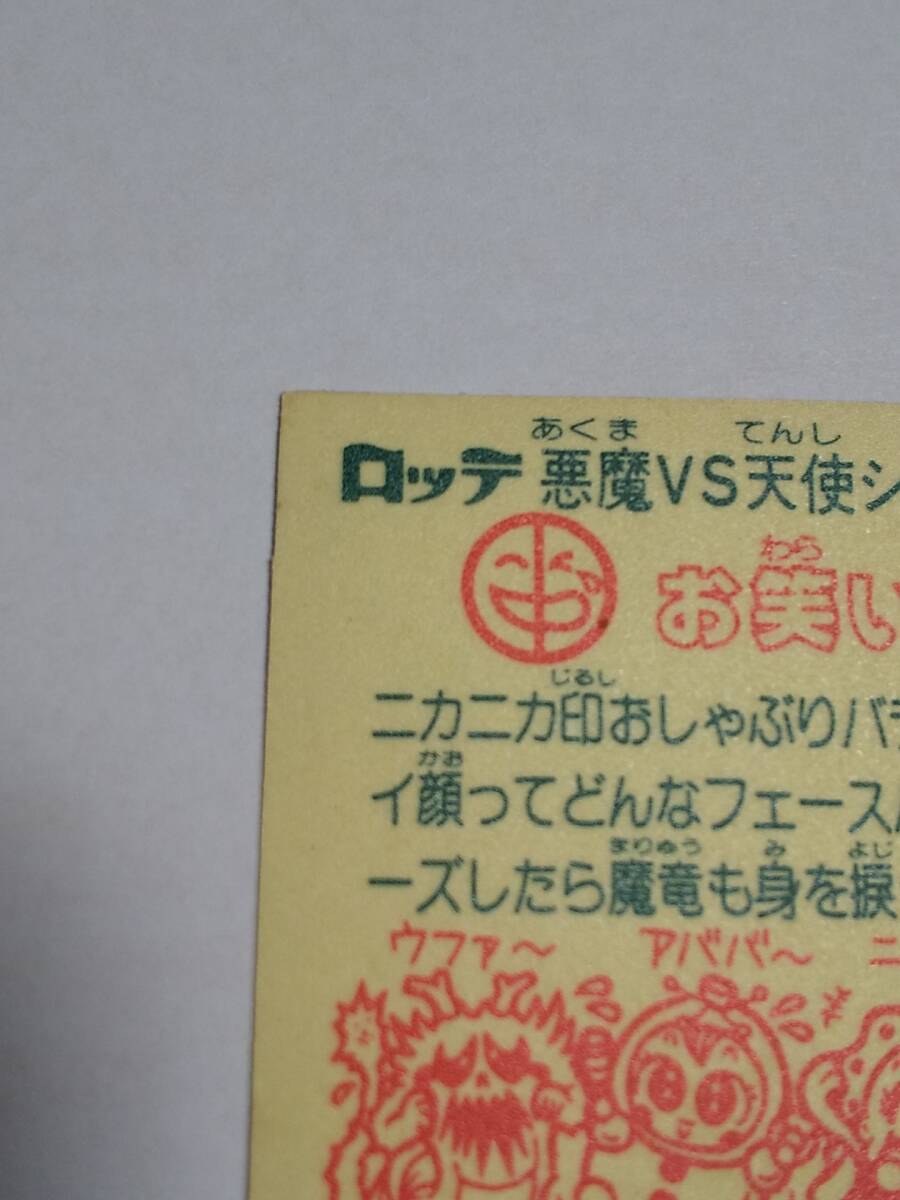 あくま てんし
ロッテ 悪魔VS天使シ
わら
お笑い
じるし
ニカニカ印おしゃぶりバ
かお
イ顔ってどんなフェース
まりゅう み よじ
ーズしたら魔竜も身を捩
ウファ〜 アババ〜 ニ